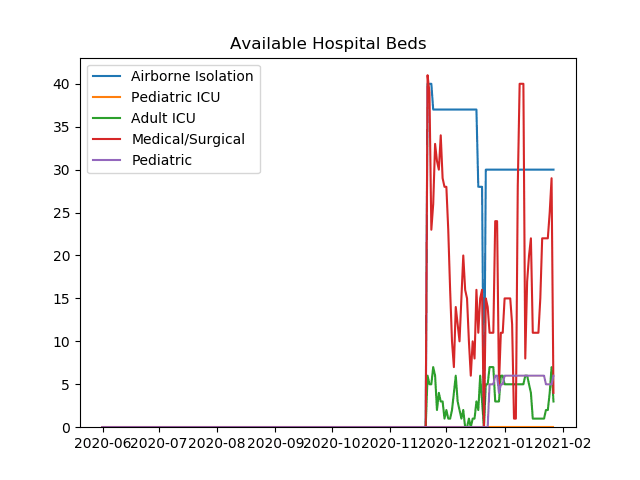 Available Hospital Beds
Airborne Isolation
Pediatric ICU
Adult ICU
Medical/Surgical
Pediatric
40
35
30
25
20
15
10
5
0
2020-06 2020-07 2020-08 2020-09 2020-10 2020-11 2020-12 2021-01 2021-02